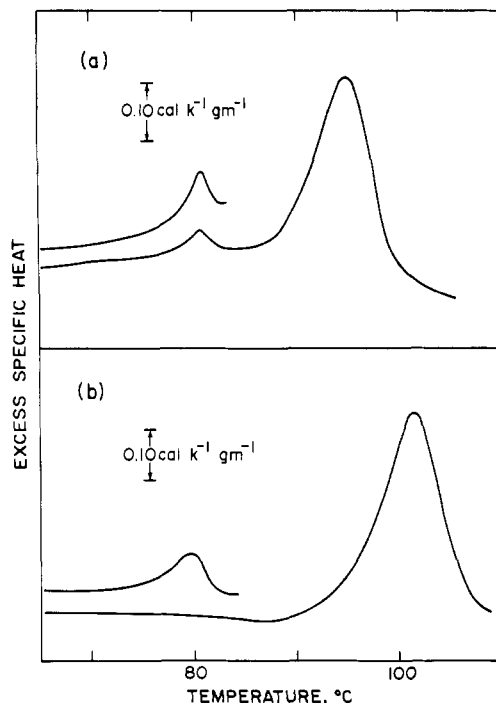 (a)
0.10 cal k⁻¹ gm⁻¹
EXCESS SPECIFIC HEAT
(b)
0.10 cal k⁻¹ gm⁻¹
80
100
TEMPERATURE, °C